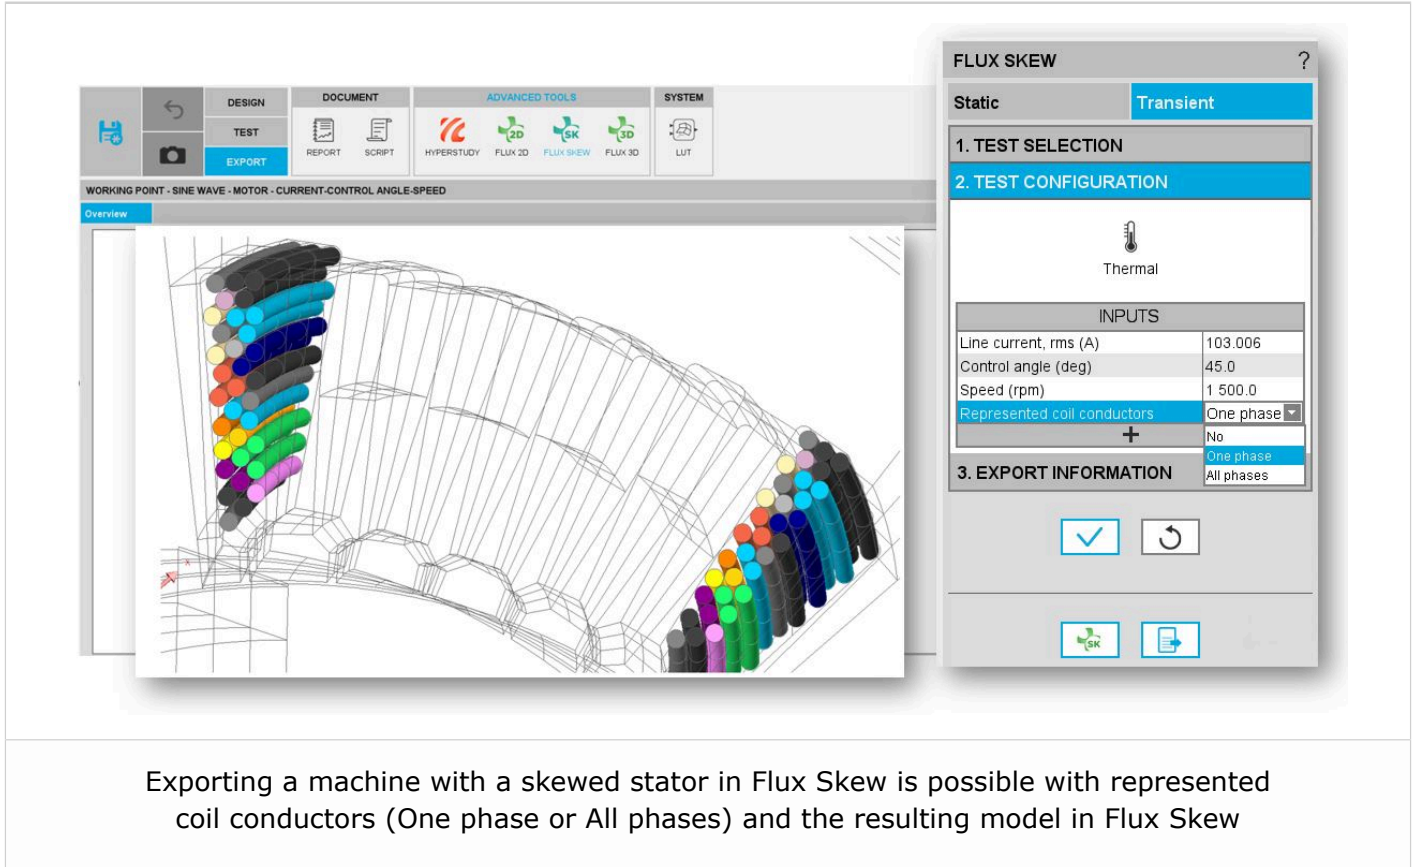 DESIGN
TEST
EXPORT
DOCUMENT
REPORT
SCRIPT
ADVANCED TOOLS
HYPERSTUDY
2D
FLUX 2D
SK
FLUX SKEW
3D
FLUX 3D
SYSTEM
LUT
WORKING POINT - SINE WAVE - MOTOR - CURRENT-CONTROL ANGLE-SPEED
Overview
FLUX SKEW ?
Static Transient
1. TEST SELECTION
2. TEST CONFIGURATION
Thermal
INPUTS
Line current, rms (A) 103.006
Control angle (deg) 45.0
Speed (rpm) 1 500.0
Represented coil conductors One phase
No
One phase
All phases
3. EXPORT INFORMATION
SK
Exporting a machine with a skewed stator in Flux Skew is possible with represented
coil conductors (One phase or All phases) and the resulting model in Flux Skew